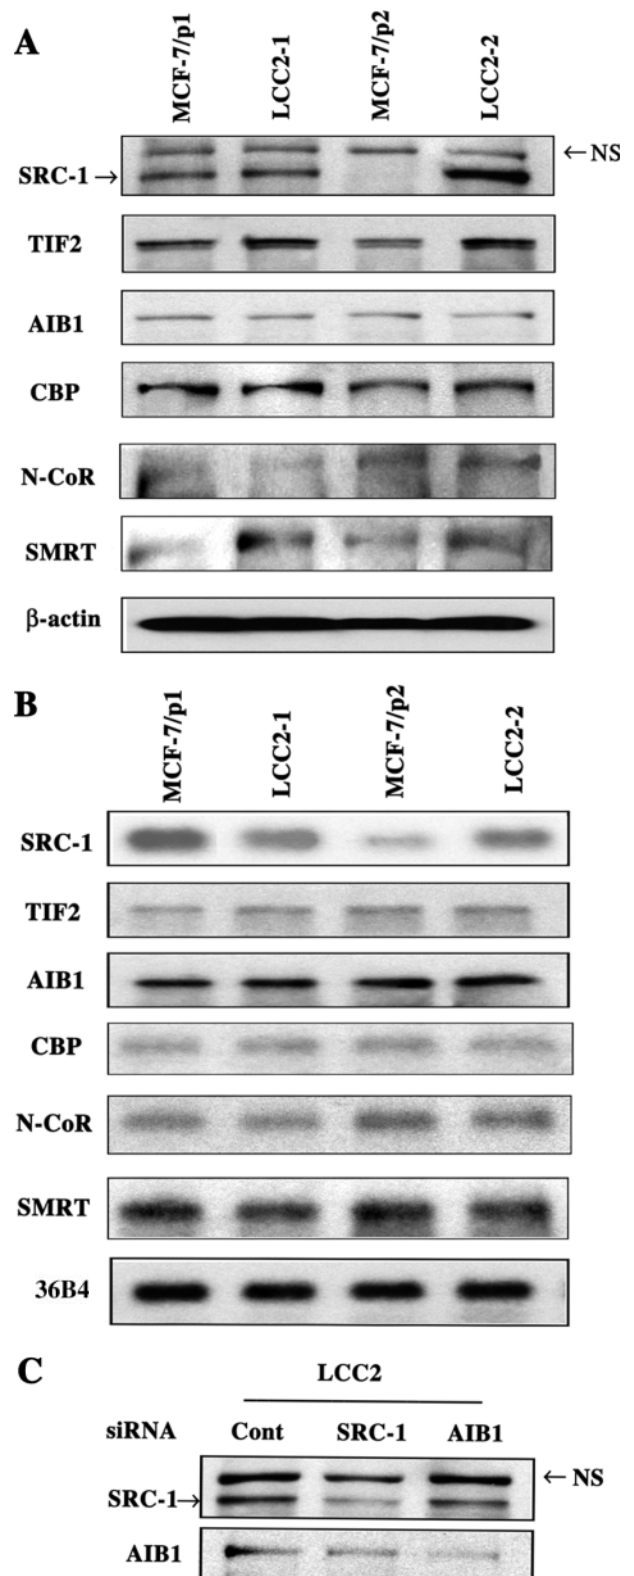 A
MCF-7/p1
LCC2-1
MCF-7/p2
LCC2-2
←NS
SRC-1→
TIF2
AIB1
CBP
N-CoR
SMRT
β-actin
B
MCF-7/p1
LCC2-1
MCF-7/p2
LCC2-2
SRC-1
TIF2
AIB1
CBP
N-CoR
SMRT
36B4
C
LCC2
siRNA Cont SRC-1 AIB1
←NS
SRC-1→
AIB1